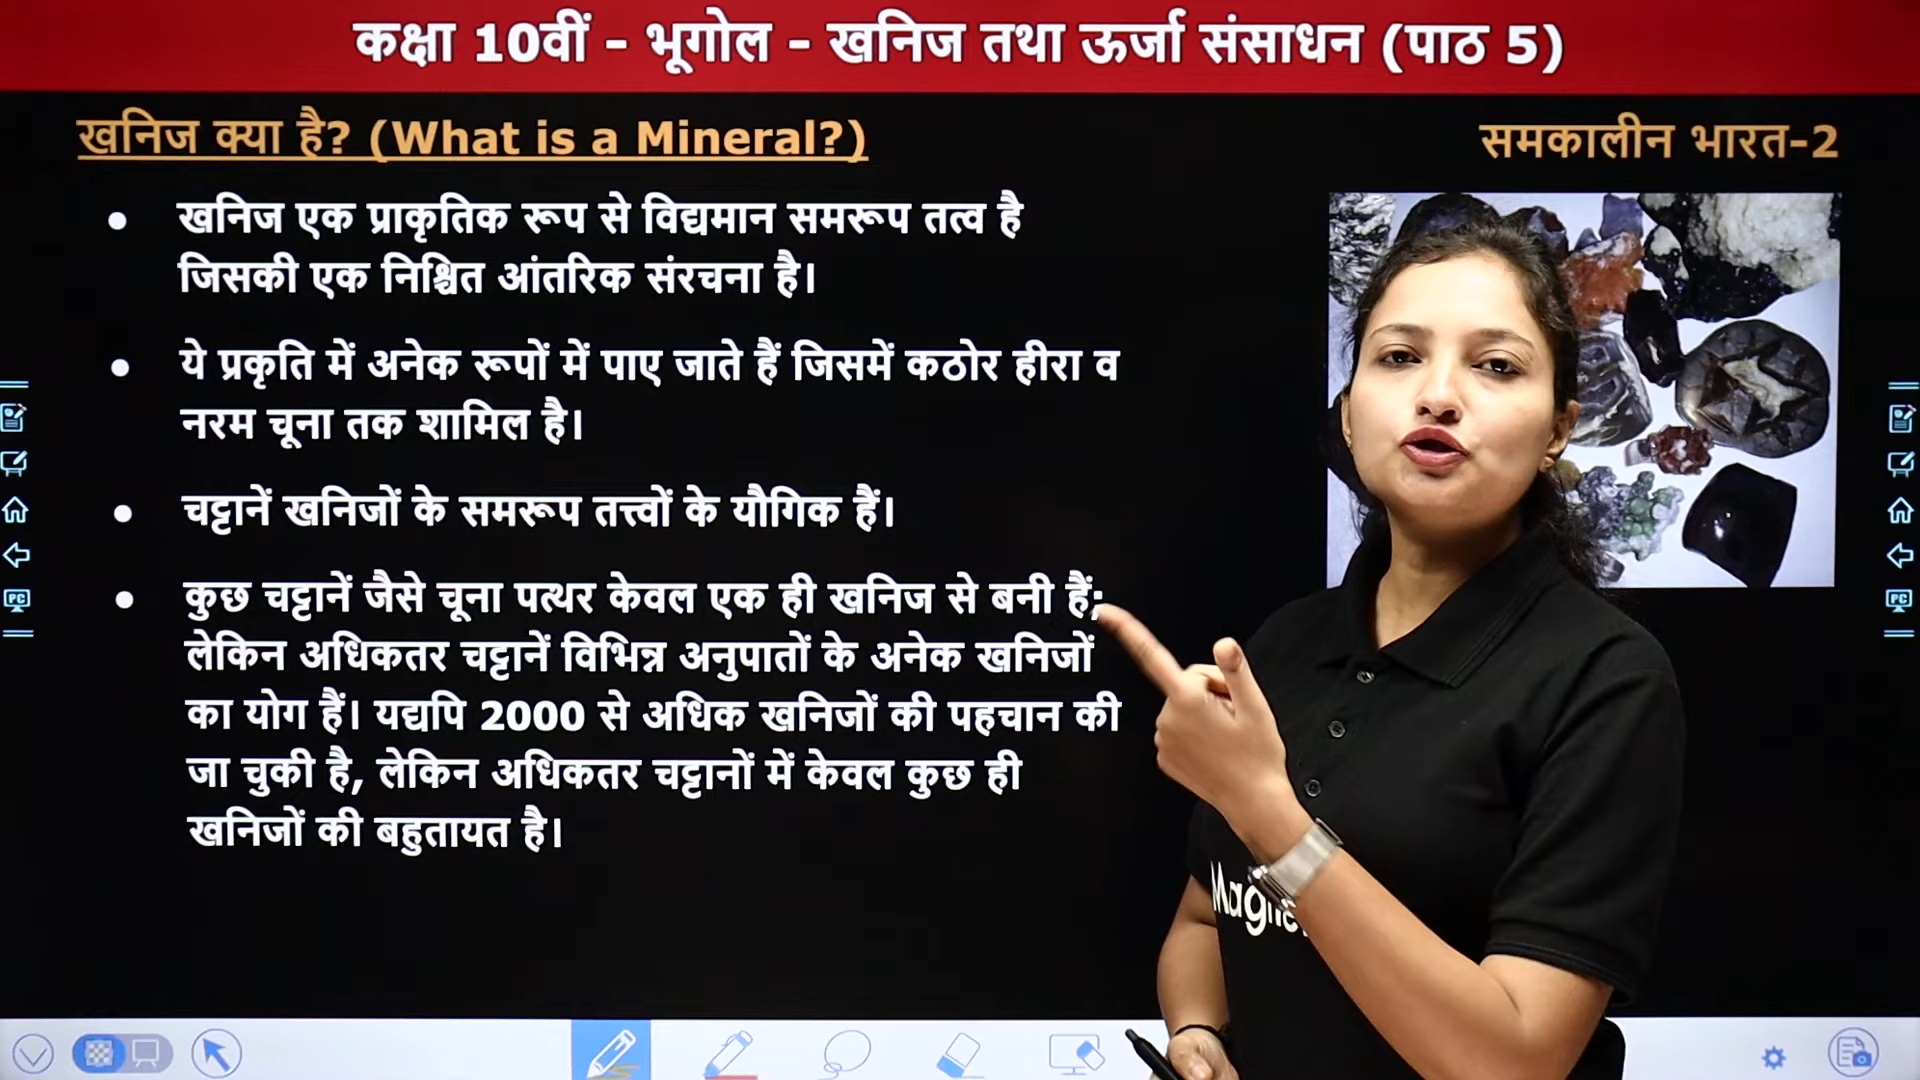 कक्षा 10वीं - भूगोल - खनिज तथा ऊर्जा संसाधन (पाठ 5)
खनिज क्या है? (What is a Mineral?)
समकालीन भारत-2
• खनिज एक प्राकृतिक रूप से विद्यमान समरूप तत्व है
जिसकी एक निश्चित आंतरिक संरचना है।
• ये प्रकृति में अनेक रूपों में पाए जाते हैं जिसमें कठोर हीरा व
नरम चूना तक शामिल है।
• चट्टानें खनिजों के समरूप तत्त्वों के यौगिक हैं।
• कुछ चट्टानें जैसे चूना पत्थर केवल एक ही खनिज से बनी हैं;
लेकिन अधिकतर चट्टानें विभिन्न अनुपातों के अनेक खनिजों
का योग हैं। यद्यपि 2000 से अधिक खनिजों की पहचान की
जा चुकी है, लेकिन अधिकतर चट्टानों में केवल कुछ ही
खनिजों की बहुतायत है।
PC
PC